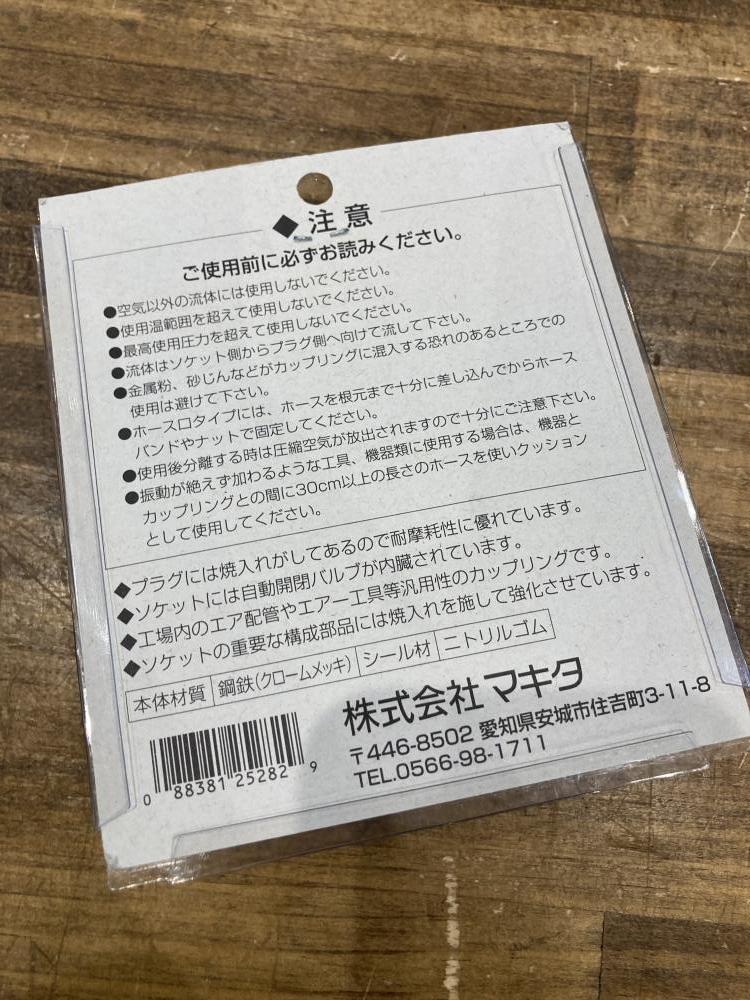 ◆注意
ご使用前に必ずお読みください。
●空気以外の流体には使用しないでください。
●使用温範囲を超えて使用しないでください。
●最高使用圧力を超えて使用しないでください。
●流体はソケット側からプラグ側へ向けて流して下さい。
●金属粉、砂じんなどがカップリングに混入する恐れのあるところでの
使用は避けて下さい。
●ホース口タイプには、ホースを根元まで十分に差し込んでからホース
バンドやナットで固定してください。
●使用後分離する時は圧縮空気が放出されますので十分にご注意下さい。
●振動が絶えず加わるような工具、機器類に使用する場合は、機器と
カップリングとの間に30cm以上の長さのホースを使いクッション
として使用してください。
◆プラグには焼入れがしてあるので耐摩耗性に優れています。
◆ソケットには自動開閉バルブが内臓されています。
◆工場内のエア配管やエアー工具等汎用性のカップリングです。
◆ソケットの重要な構成部品には焼入れを施して強化させています。
本体材質 鋼鉄(クロームメッキ) シール材 ニトリルゴム
株式会社 マキタ
〒446-8502 愛知県安城市住吉町3-11-8
TEL.0566-98-1711
0 88381 25282 9